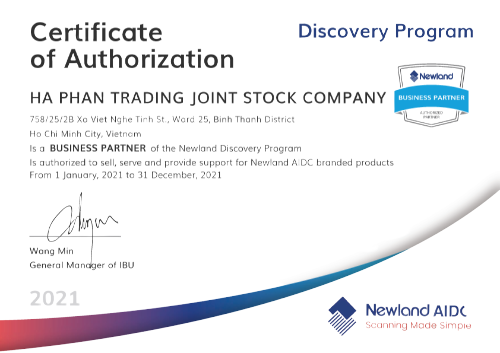 Certificate
of Authorization
Discovery Program
Newland
BUSINESS PARTNER
AUTHORIZED
PARTNER
HA PHAN TRADING JOINT STOCK COMPANY
758/25/2B Xo Viet Nghe Tinh St., Ward 25, Binh Thanh District
Ho Chi Minh City, Vietnam
Is a BUSINESS PARTNER of the Newland Discovery Program
Is authorized to sell, serve and provide support for Newland AIDC branded products
From 1 January, 2021 to 31 December, 2021
Wang Min
General Manager of IBU
2021
Newland AIDC
Scanning Made Simple